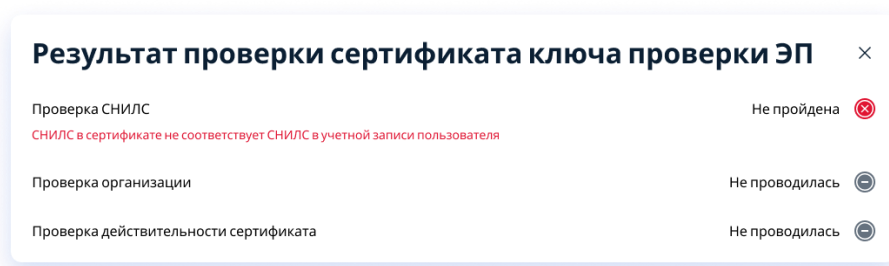 Результат проверки сертификата ключа проверки ЭП
Проверка СНИЛС Не пройдена
СНИЛС в сертификате не соответствует СНИЛС в учетной записи пользователя
Проверка организации Не проводилась
Проверка действительности сертификата Не проводилась